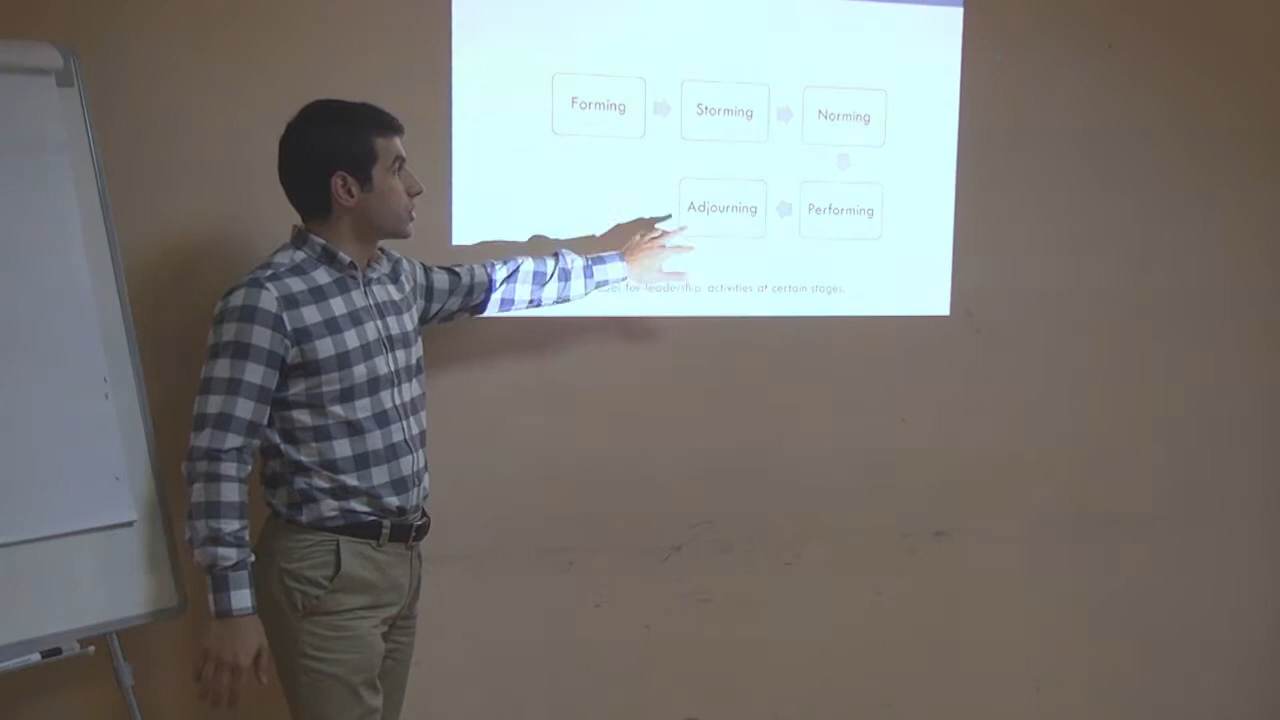 Forming
Storming
Norming
Adjourning
Performing
for leadership activities at certain stages.